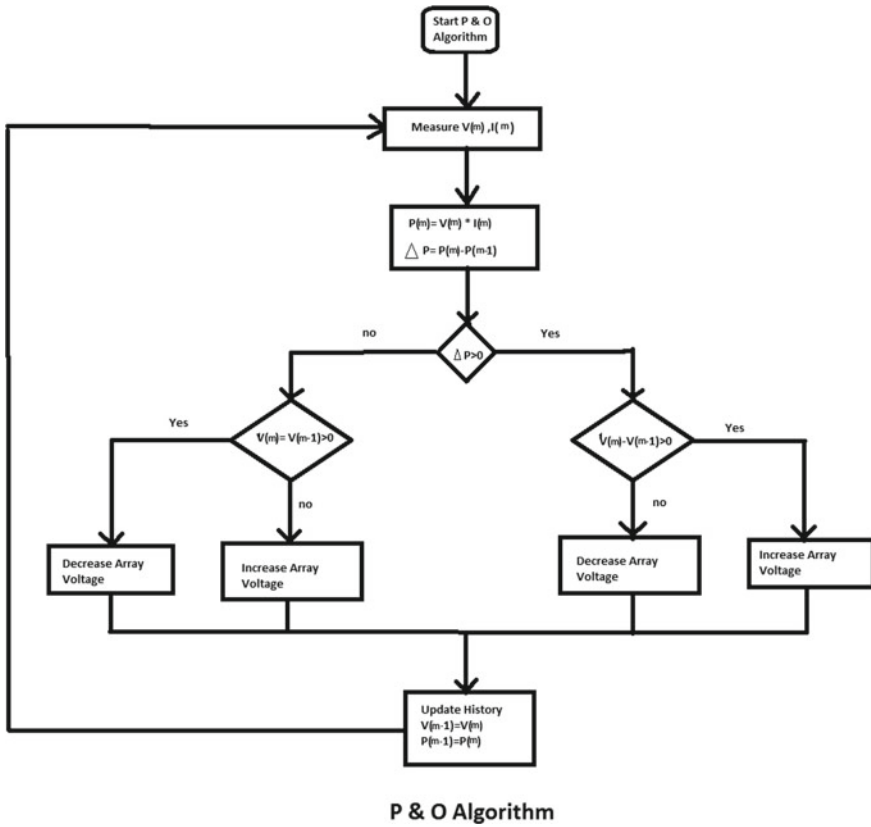 Start P & O
Algorithm
Measure V(m) ,I( m)
P(m)= V(m) * I(m)
△ P= P(m)-P(m-1)
no
Yes
△ P>0
Yes
V(m)= V(m-1)>0
V(m)-V(m-1)>0
Yes
no
no
Decrease Array
Voltage
Increase Array
Voltage
Decrease Array
Voltage
Increase Array
Voltage
Update History
V(m-1)=V(m)
P(m-1)=P(m)
P & O Algorithm